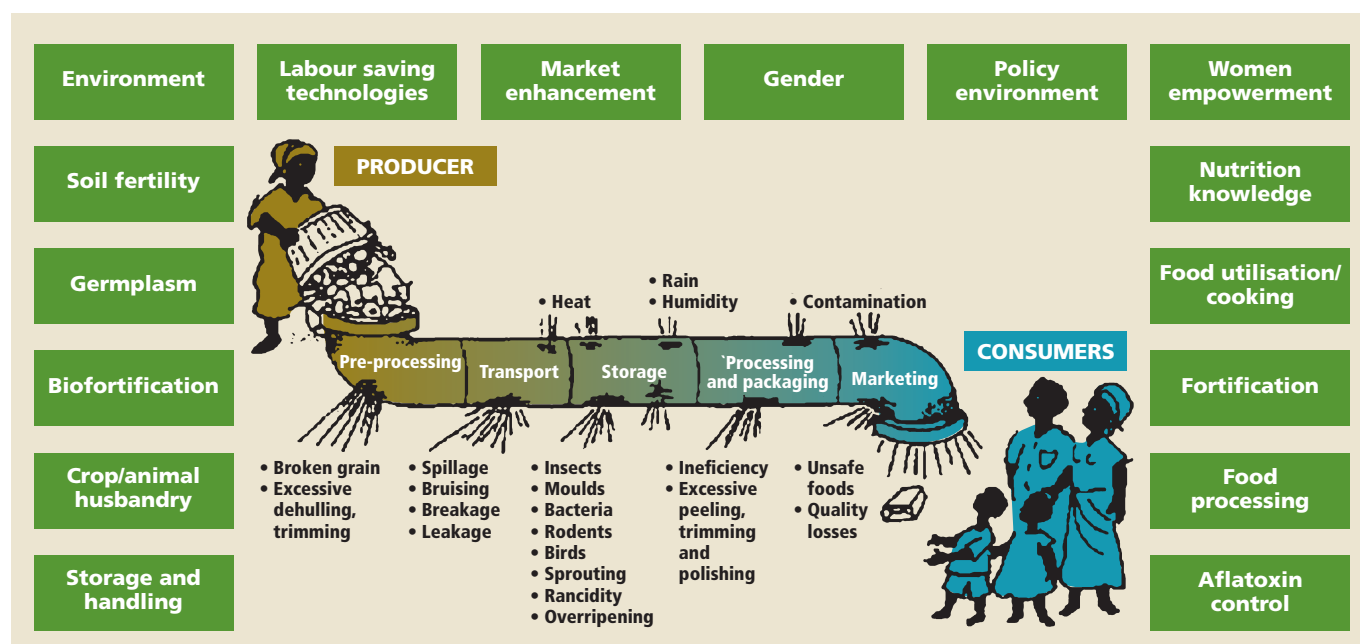 Environment
Labour saving
technologies
Market
enhancement
Gender
Policy
environment
Women
empowerment
Soil fertility
Germplasm
Biofortification
Crop/animal
husbandry
Storage and
handling
PRODUCER
• Heat
• Rain
• Humidity
• Contamination
Pre-processing
Transport
Storage
`Processing
and packaging
Marketing
CONSUMERS
• Broken grain
• Excessive
dehulling,
trimming
• Spillage
• Bruising
• Breakage
• Leakage
• Insects
• Moulds
• Bacteria
• Rodents
• Birds
• Sprouting
• Rancidity
• Overripening
• Ineficiency
• Excessive
peeling,
trimming
and
polishing
• Unsafe
foods
• Quality
losses
Nutrition
knowledge
Food utilisation/
cooking
Fortification
Food
processing
Aflatoxin
control